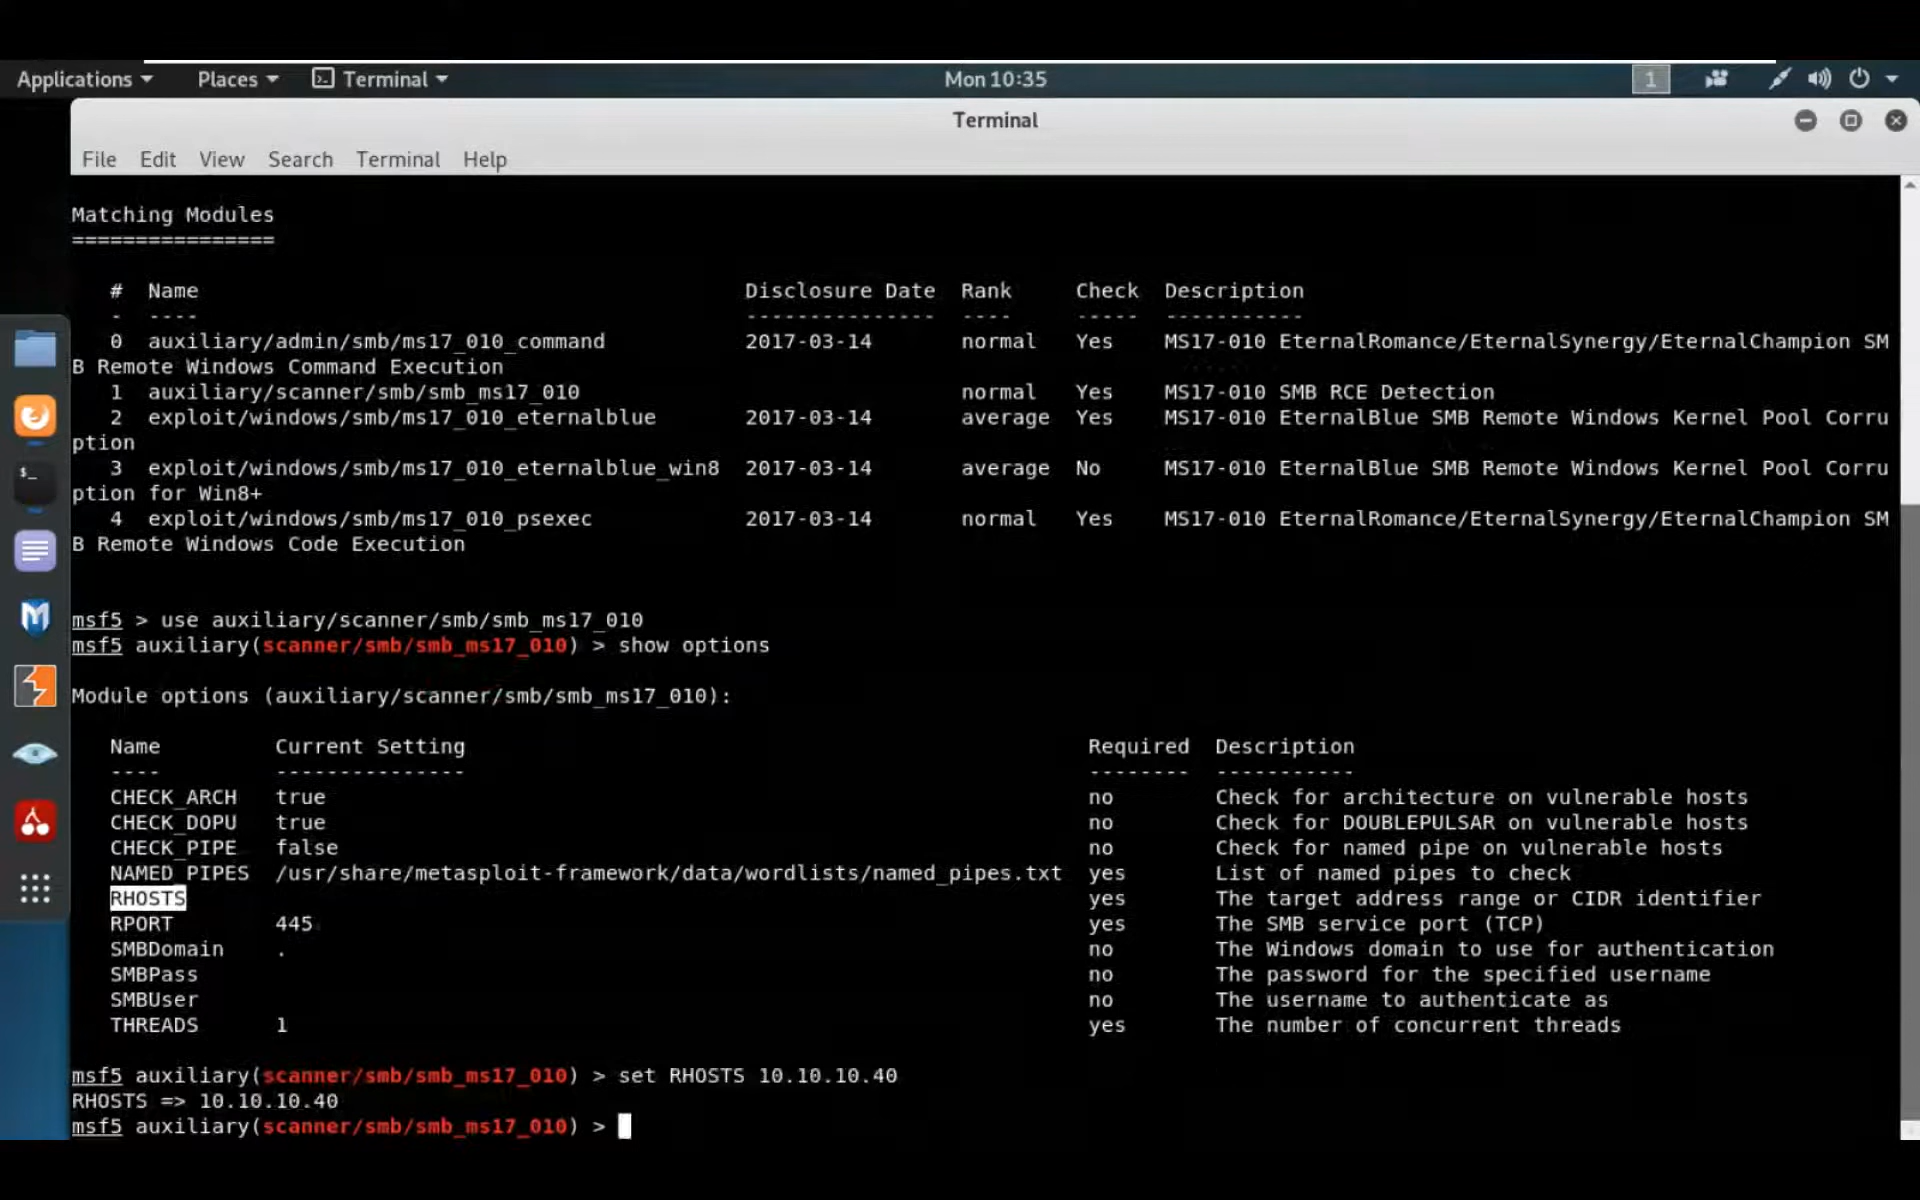 Applications Places Terminal Mon 10:35 1
Terminal
File Edit View Search Terminal Help
Matching Modules
================
# Name Disclosure Date Rank Check Description
- ---- --------------- ---- ----- -----------
0 auxiliary/admin/smb/ms17_010_command 2017-03-14 normal Yes MS17-010 EternalRomance/EternalSynergy/EternalChampion SM
B Remote Windows Command Execution
1 auxiliary/scanner/smb/smb_ms17_010 normal Yes MS17-010 SMB RCE Detection
2 exploit/windows/smb/ms17_010_eternalblue 2017-03-14 average Yes MS17-010 EternalBlue SMB Remote Windows Kernel Pool Corru
ption
3 exploit/windows/smb/ms17_010_eternalblue_win8 2017-03-14 average No MS17-010 EternalBlue SMB Remote Windows Kernel Pool Corru
ption for Win8+
4 exploit/windows/smb/ms17_010_psexec 2017-03-14 normal Yes MS17-010 EternalRomance/EternalSynergy/EternalChampion SM
B Remote Windows Code Execution
msf5 > use auxiliary/scanner/smb/smb_ms17_010
msf5 auxiliary(scanner/smb/smb_ms17_010) > show options
Module options (auxiliary/scanner/smb/smb_ms17_010):
Name Current Setting Required Description
---- --------------- -------- -----------
CHECK_ARCH true no Check for architecture on vulnerable hosts
CHECK_DOPU true no Check for DOUBLEPULSAR on vulnerable hosts
CHECK_PIPE false no Check for named pipe on vulnerable hosts
NAMED_PIPES /usr/share/metasploit-framework/data/wordlists/named_pipes.txt yes List of named pipes to check
RHOSTS yes The target address range or CIDR identifier
RPORT 445 yes The SMB service port (TCP)
SMBDomain . no The Windows domain to use for authentication
SMBPass no The password for the specified username
SMBUser no The username to authenticate as
THREADS 1 yes The number of concurrent threads
msf5 auxiliary(scanner/smb/smb_ms17_010) > set RHOSTS 10.10.10.40
RHOSTS => 10.10.10.40
msf5 auxiliary(scanner/smb/smb_ms17_010) >